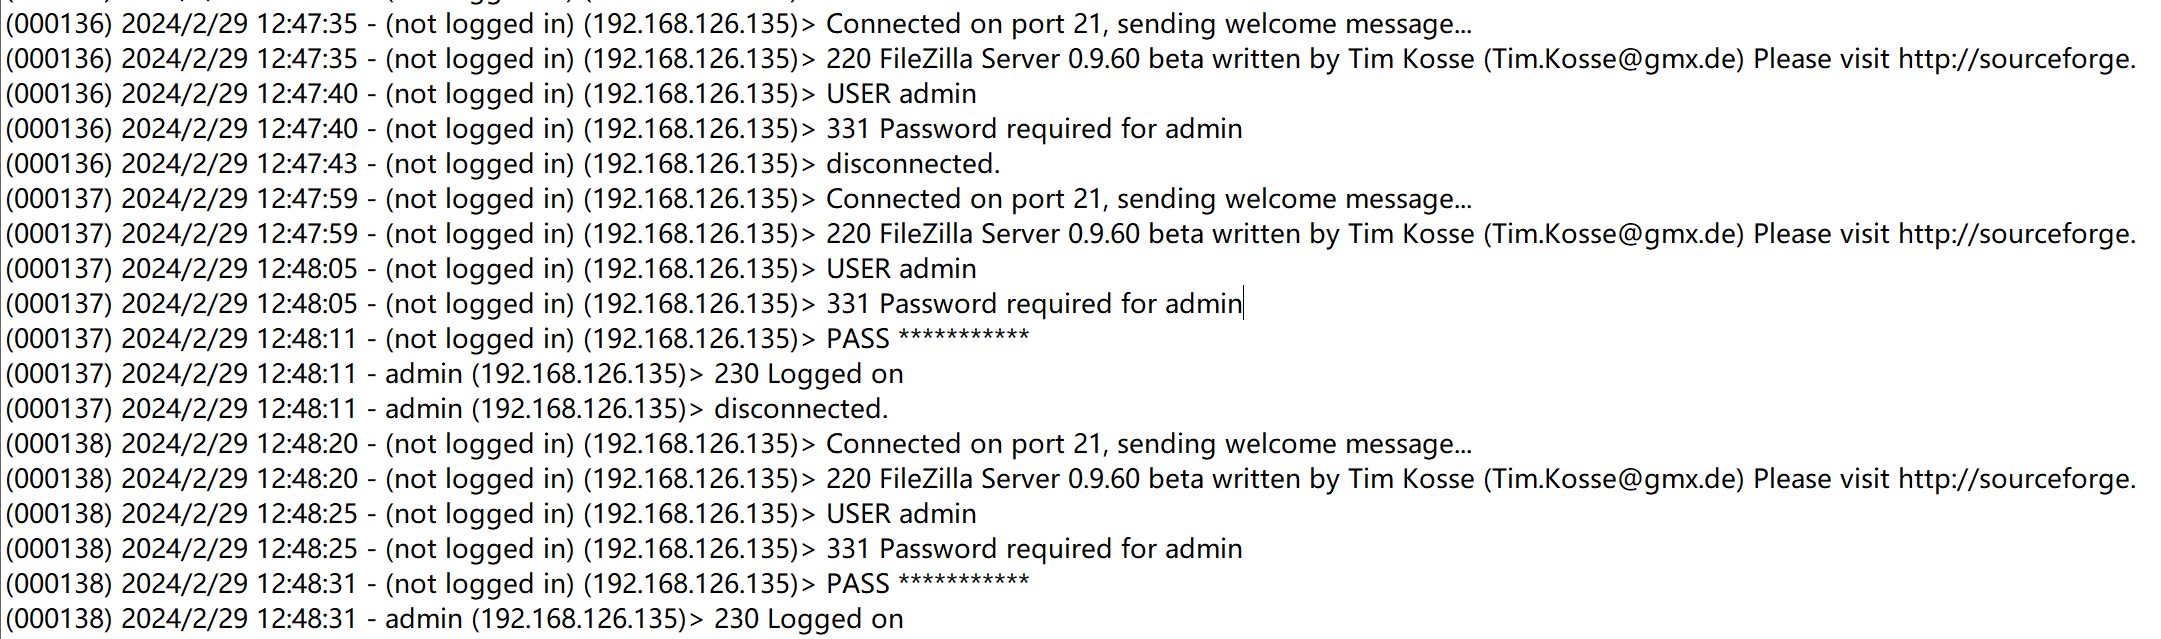 (000136) 2024/2/29 12:47:35 - (not logged in) (192.168.126.135)> Connected on port 21, sending welcome message...
(000136) 2024/2/29 12:47:35 - (not logged in) (192.168.126.135)> 220 FileZilla Server 0.9.60 beta written by Tim Kosse (Tim.Kosse@gmx.de) Please visit http://sourceforge.
(000136) 2024/2/29 12:47:40 - (not logged in) (192.168.126.135)> USER admin
(000136) 2024/2/29 12:47:40 - (not logged in) (192.168.126.135)> 331 Password required for admin
(000136) 2024/2/29 12:47:43 - (not logged in) (192.168.126.135)> disconnected.
(000137) 2024/2/29 12:47:59 - (not logged in) (192.168.126.135)> Connected on port 21, sending welcome message...
(000137) 2024/2/29 12:47:59 - (not logged in) (192.168.126.135)> 220 FileZilla Server 0.9.60 beta written by Tim Kosse (Tim.Kosse@gmx.de) Please visit http://sourceforge.
(000137) 2024/2/29 12:48:05 - (not logged in) (192.168.126.135)> USER admin
(000137) 2024/2/29 12:48:05 - (not logged in) (192.168.126.135)> 331 Password required for admin
(000137) 2024/2/29 12:48:11 - (not logged in) (192.168.126.135)> PASS ***********
(000137) 2024/2/29 12:48:11 - admin (192.168.126.135)> 230 Logged on
(000137) 2024/2/29 12:48:11 - admin (192.168.126.135)> disconnected.
(000138) 2024/2/29 12:48:20 - (not logged in) (192.168.126.135)> Connected on port 21, sending welcome message...
(000138) 2024/2/29 12:48:20 - (not logged in) (192.168.126.135)> 220 FileZilla Server 0.9.60 beta written by Tim Kosse (Tim.Kosse@gmx.de) Please visit http://sourceforge.
(000138) 2024/2/29 12:48:25 - (not logged in) (192.168.126.135)> USER admin
(000138) 2024/2/29 12:48:25 - (not logged in) (192.168.126.135)> 331 Password required for admin
(000138) 2024/2/29 12:48:31 - (not logged in) (192.168.126.135)> PASS ***********
(000138) 2024/2/29 12:48:31 - admin (192.168.126.135)> 230 Logged on